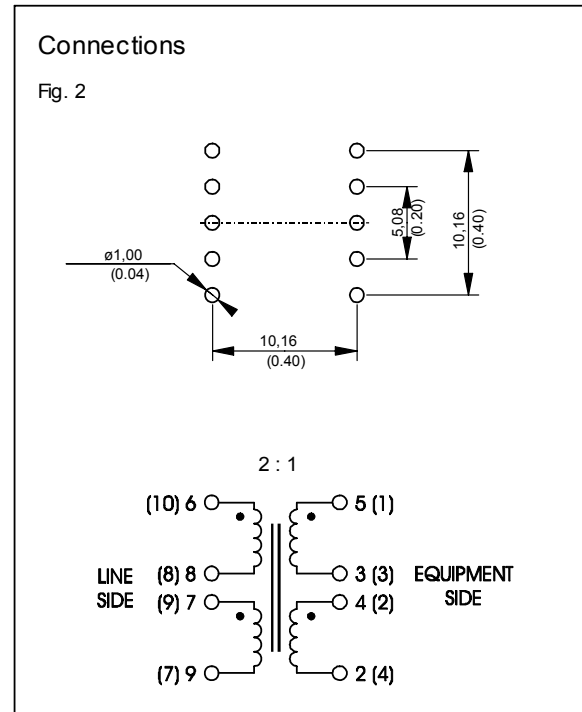 Connections
Fig. 2
5,08
(0.20)
10,16
(0.40)
ø1,00
(0.04)
10,16
(0.40)
2 : 1
(10) 6
5 (1)
LINE
SIDE
(8) 8
3 (3)
EQUIPMENT
SIDE
(9) 7
4 (2)
(7) 9
2 (4)